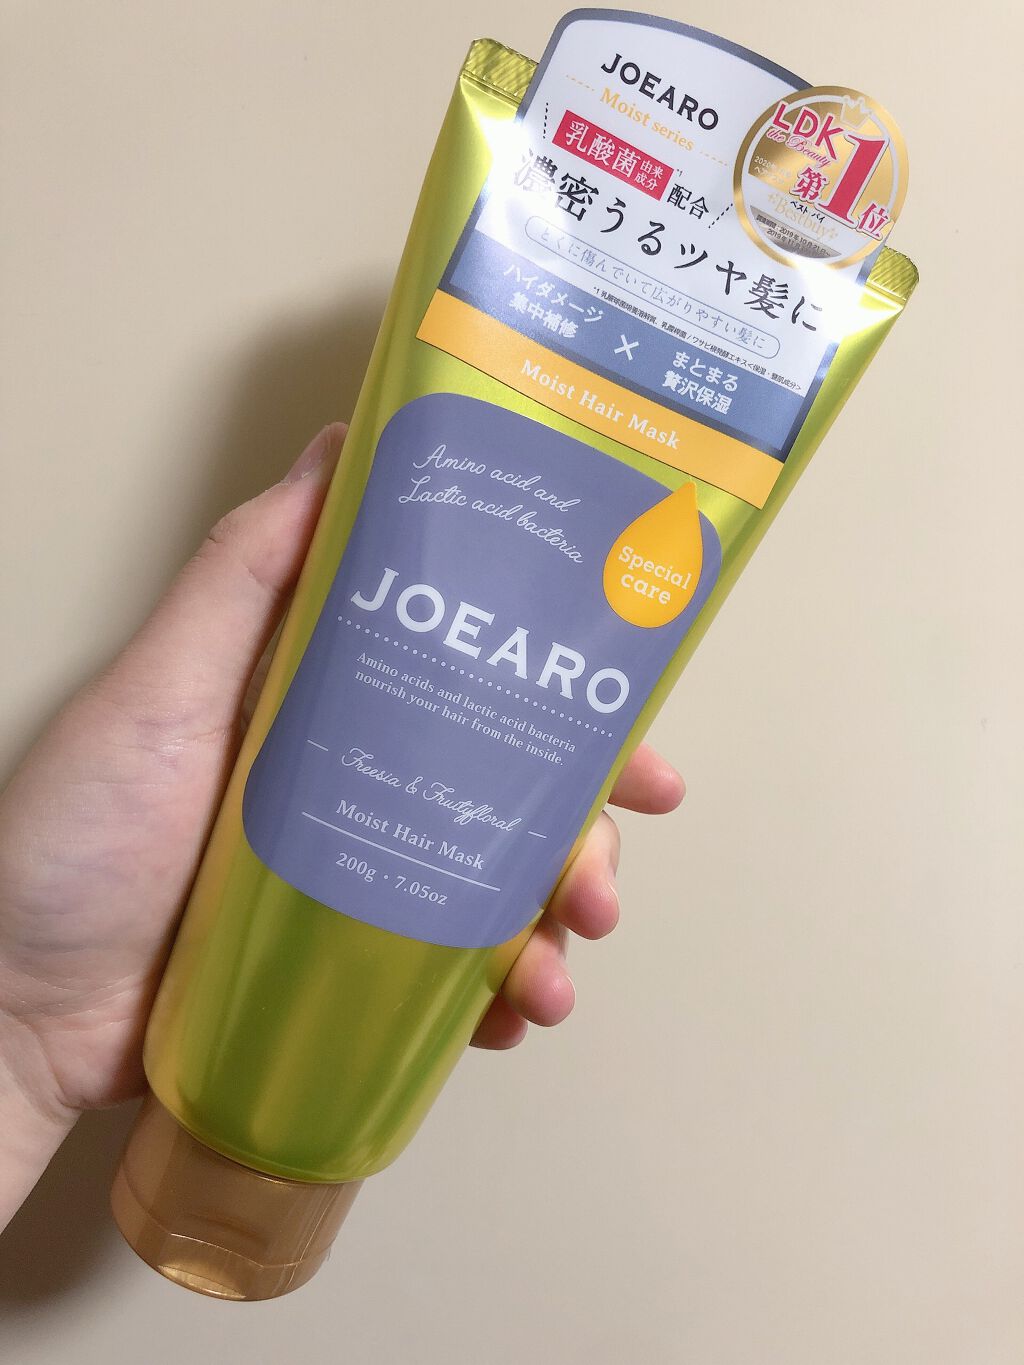 JOEARO
Moist series
乳酸菌由来成分*1配合
濃密うるツヤ髪に
とくに傷んでいて広がりやすい髪に
ハイダメージ
集中補修
×
まとまる
贅沢保湿
Moist Hair Mask
LDK
the Beauty
第1位
ベストバイ
Best buy
Amino acid and
Lactic acid bacteria
Special
care
JOEARO
Amino acids and lactic acid bacteria
nourish your hair from the inside.
Freesia & Fruityfloral
Moist Hair Mask
200g・7.05oz